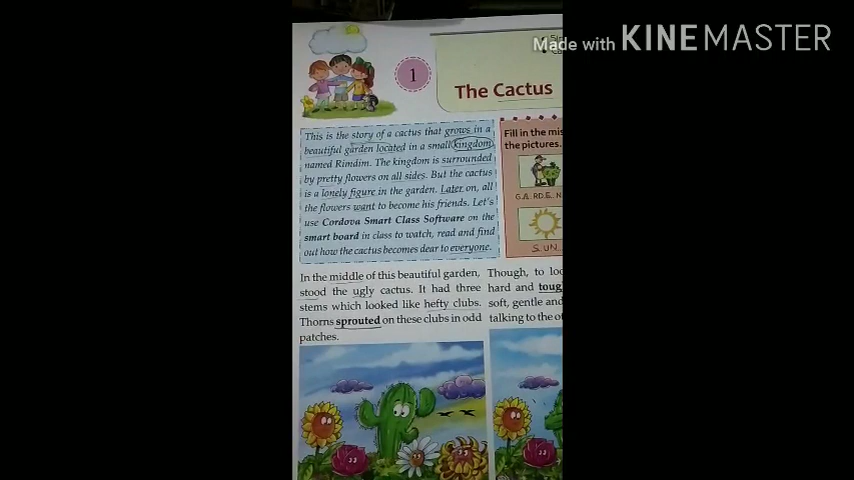 Made with KINEMASTER
1
The Cactus
This is the story of a cactus that grows in a
beautiful garden located in a small kingdom
named Rimdim. The kingdom is surrounded
by pretty flowers on all sides. But the cactus
is a lonely figure in the garden. Later on, all
the flowers want to become his friends. Let's
use Cordova Smart Class Software on the
smart board in class to watch, read and find
out how the cactus becomes dear to everyone.
Fill in the mis
the pictures.
GA..RD.E..N
S..UN
In the middle of this beautiful garden,
stood the ugly cactus. It had three
stems which looked like hefty clubs.
Thorns sprouted on these clubs in odd
patches.
Though, to loo
hard and toug
soft, gentle and
talking to the o